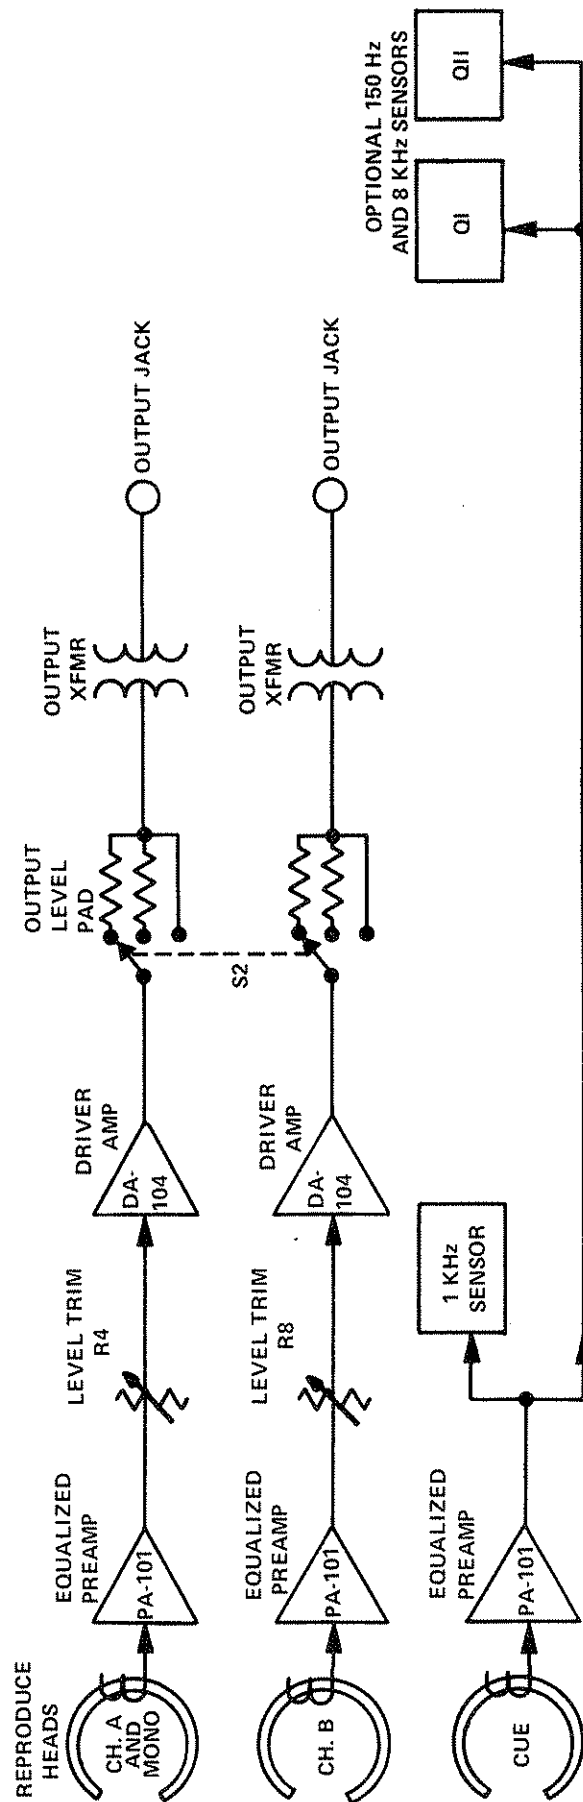 REPRODUCE
HEADS
CH. A
AND
MONO
EQUALIZED
PREAMP
PA-101
LEVEL TRIM
R4
DRIVER
AMP
DA-
104
OUTPUT
LEVEL
PAD
OUTPUT
XFMR
OUTPUT JACK
S2
CH. B
EQUALIZED
PREAMP
PA-101
LEVEL TRIM
R8
DRIVER
AMP
DA-
104
OUTPUT
XFMR
OUTPUT JACK
CUE
EQUALIZED
PREAMP
PA-101
1 KHz
SENSOR
OPTIONAL 150 Hz
AND 8 KHz SENSORS
QI
QII